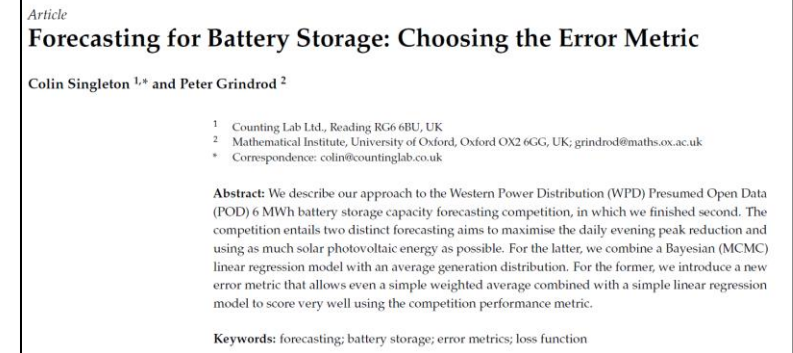 Article
Forecasting for Battery Storage: Choosing the Error Metric
Colin Singleton 1,* and Peter Grindrod 2
1 Counting Lab Ltd., Reading RG6 6BU, UK
2 Mathematical Institute, University of Oxford, Oxford OX2 6GG, UK; grindrod@maths.ox.ac.uk
* Correspondence: colin@countinglab.co.uk
Abstract: We describe our approach to the Western Power Distribution (WPD) Presumed Open Data
(POD) 6 MWh battery storage capacity forecasting competition, in which we finished second. The
competition entails two distinct forecasting aims to maximise the daily evening peak reduction and
using as much solar photovoltaic energy as possible. For the latter, we combine a Bayesian (MCMC)
linear regression model with an average generation distribution. For the former, we introduce a new
error metric that allows even a simple weighted average combined with a simple linear regression
model to score very well using the competition performance metric.
Keywords: forecasting; battery storage; error metrics; loss function